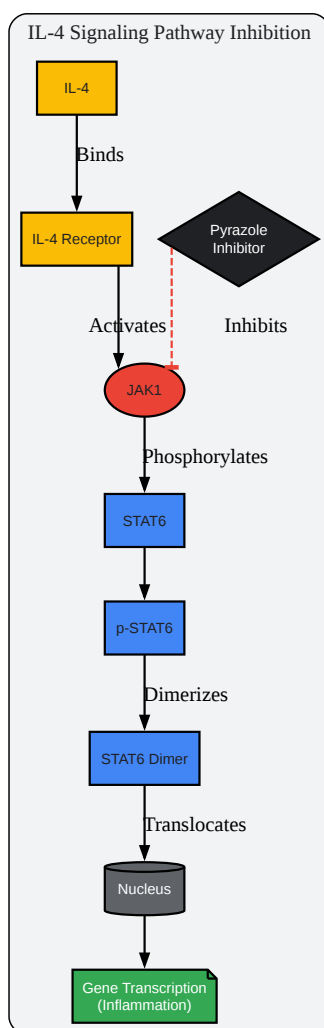 IL-4 Signaling Pathway Inhibition
IL-4
Binds
IL-4 Receptor
Pyrazole
Inhibitor
Activates
Inhibits
JAK1
Phosphorylates
STAT6
p-STAT6
Dimerizes
STAT6 Dimer
Translocates
Nucleus
Gene Transcription
(Inflammation)